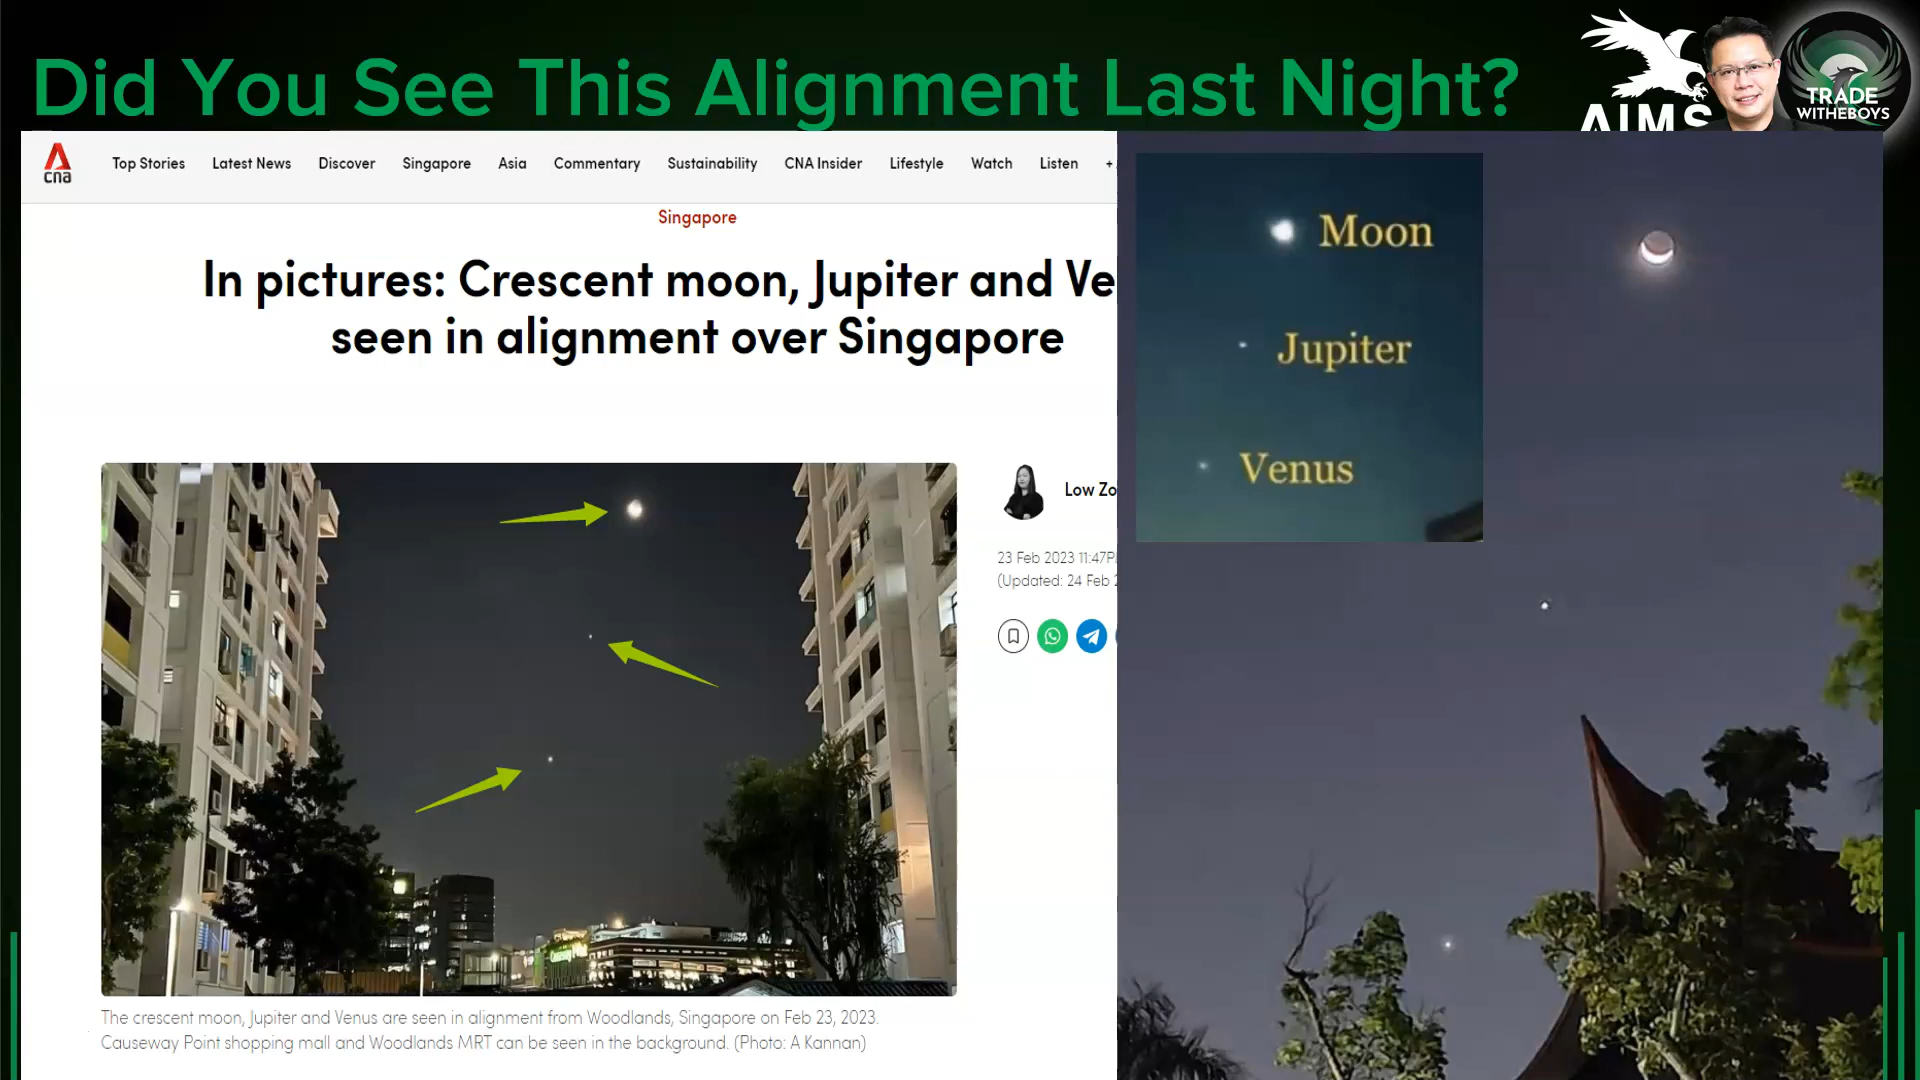 Did You See This Alignment Last Night?
AIMS
TRADE
WITHEBOYS
cna
Top Stories Latest News Discover Singapore Asia Commentary Sustainability CNA Insider Lifestyle Watch Listen +
Singapore
In pictures: Crescent moon, Jupiter and Ve
seen in alignment over Singapore
Low Zo
23 Feb 2023 11:47P
(Updated: 24 Feb 2
The crescent moon, Jupiter and Venus are seen in alignment from Woodlands, Singapore on Feb 23, 2023.
Causeway Point shopping mall and Woodlands MRT can be seen in the background. (Photo: A Kannan)
Moon
Jupiter
Venus